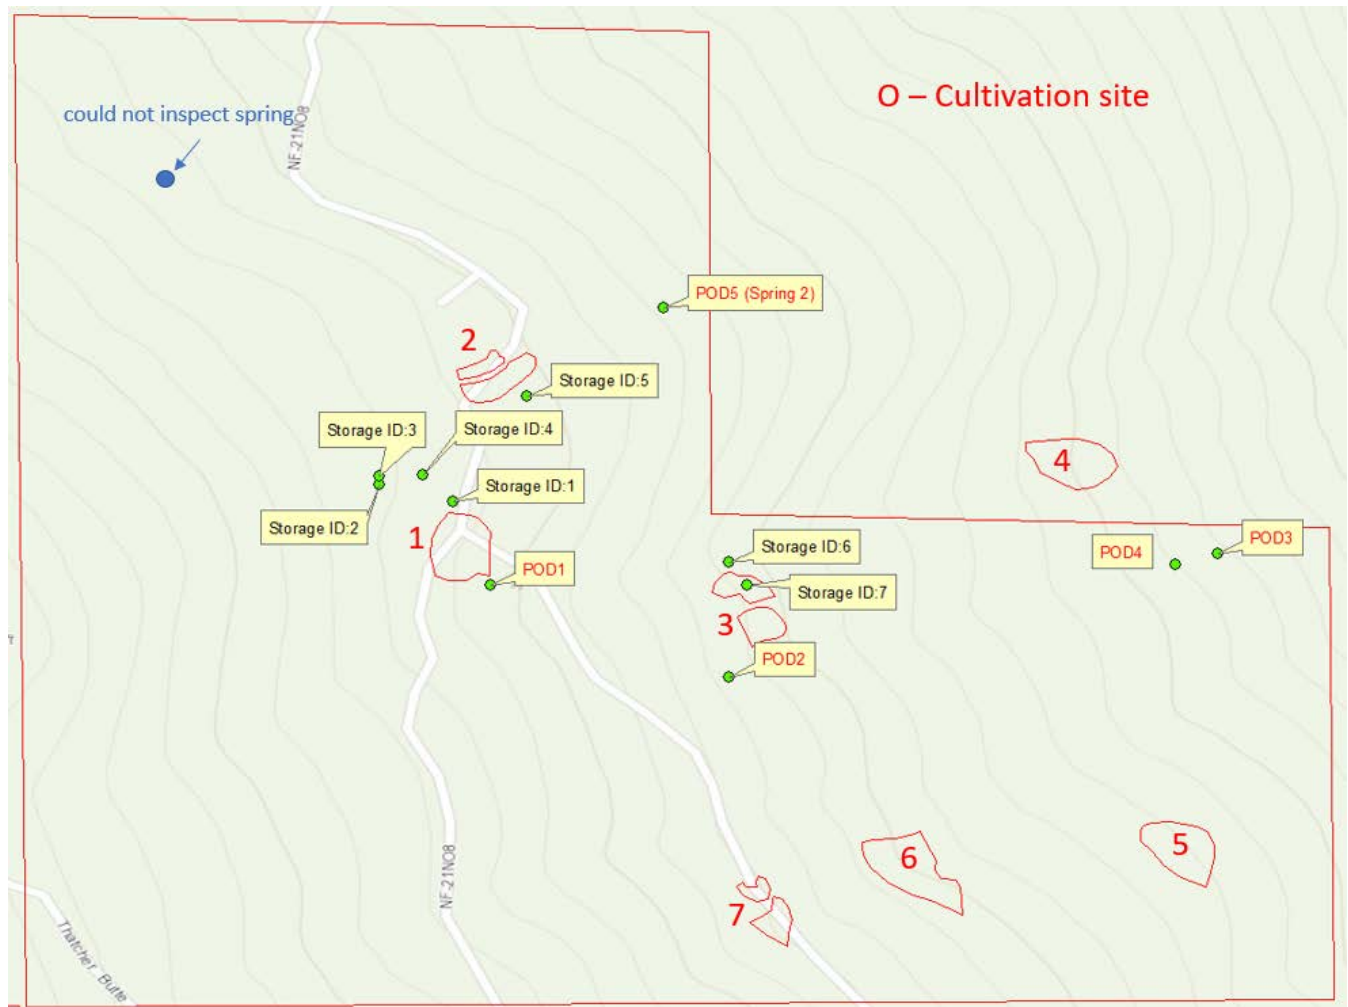 O – Cultivation site
could not inspect spring
NF-21NO8
POD5 (Spring 2)
2
Storage ID:5
Storage ID:3
Storage ID:4
4
Storage ID:1
Storage ID:2
1
POD3
Storage ID:6
POD4
POD1
Storage ID:7
3
POD2
5
6
NF-21NO8
7
Thatcher Butte